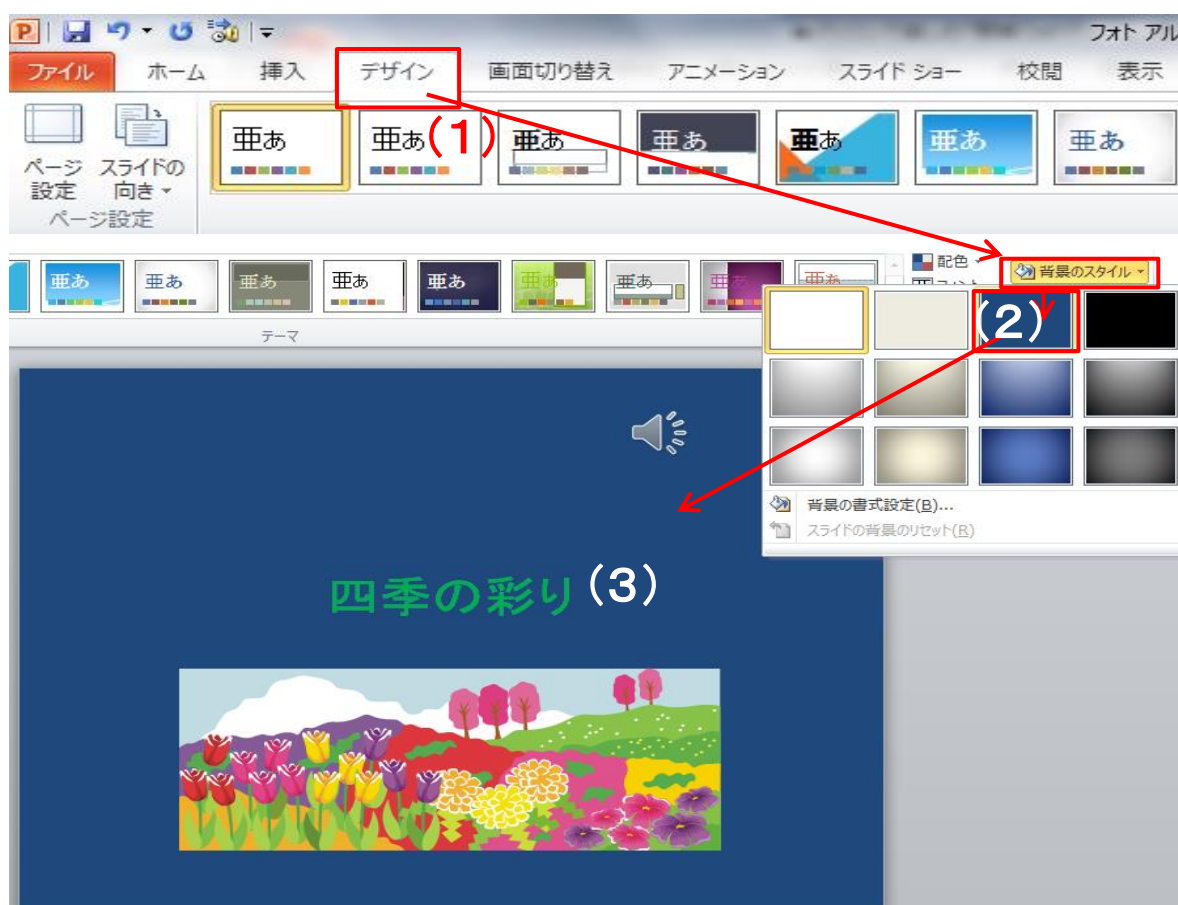 フォト アル
ファイル ホーム 挿入 デザイン 画面切り替え アニメーション スライド ショー 校閲 表示
亜あ 亜あ (1) 亜あ 亜あ 亜あ 亜あ 亜あ
ページ設定 スライドの向き
ページ設定
亜あ 亜あ 亜あ 亜あ 亜あ 亜あ 亜あ 亜あ 亜あ
配色
背景のスタイル
テーマ
(2)
背景の書式設定(B)...
スライドの背景のリセット(R)
四季の彩り (3)